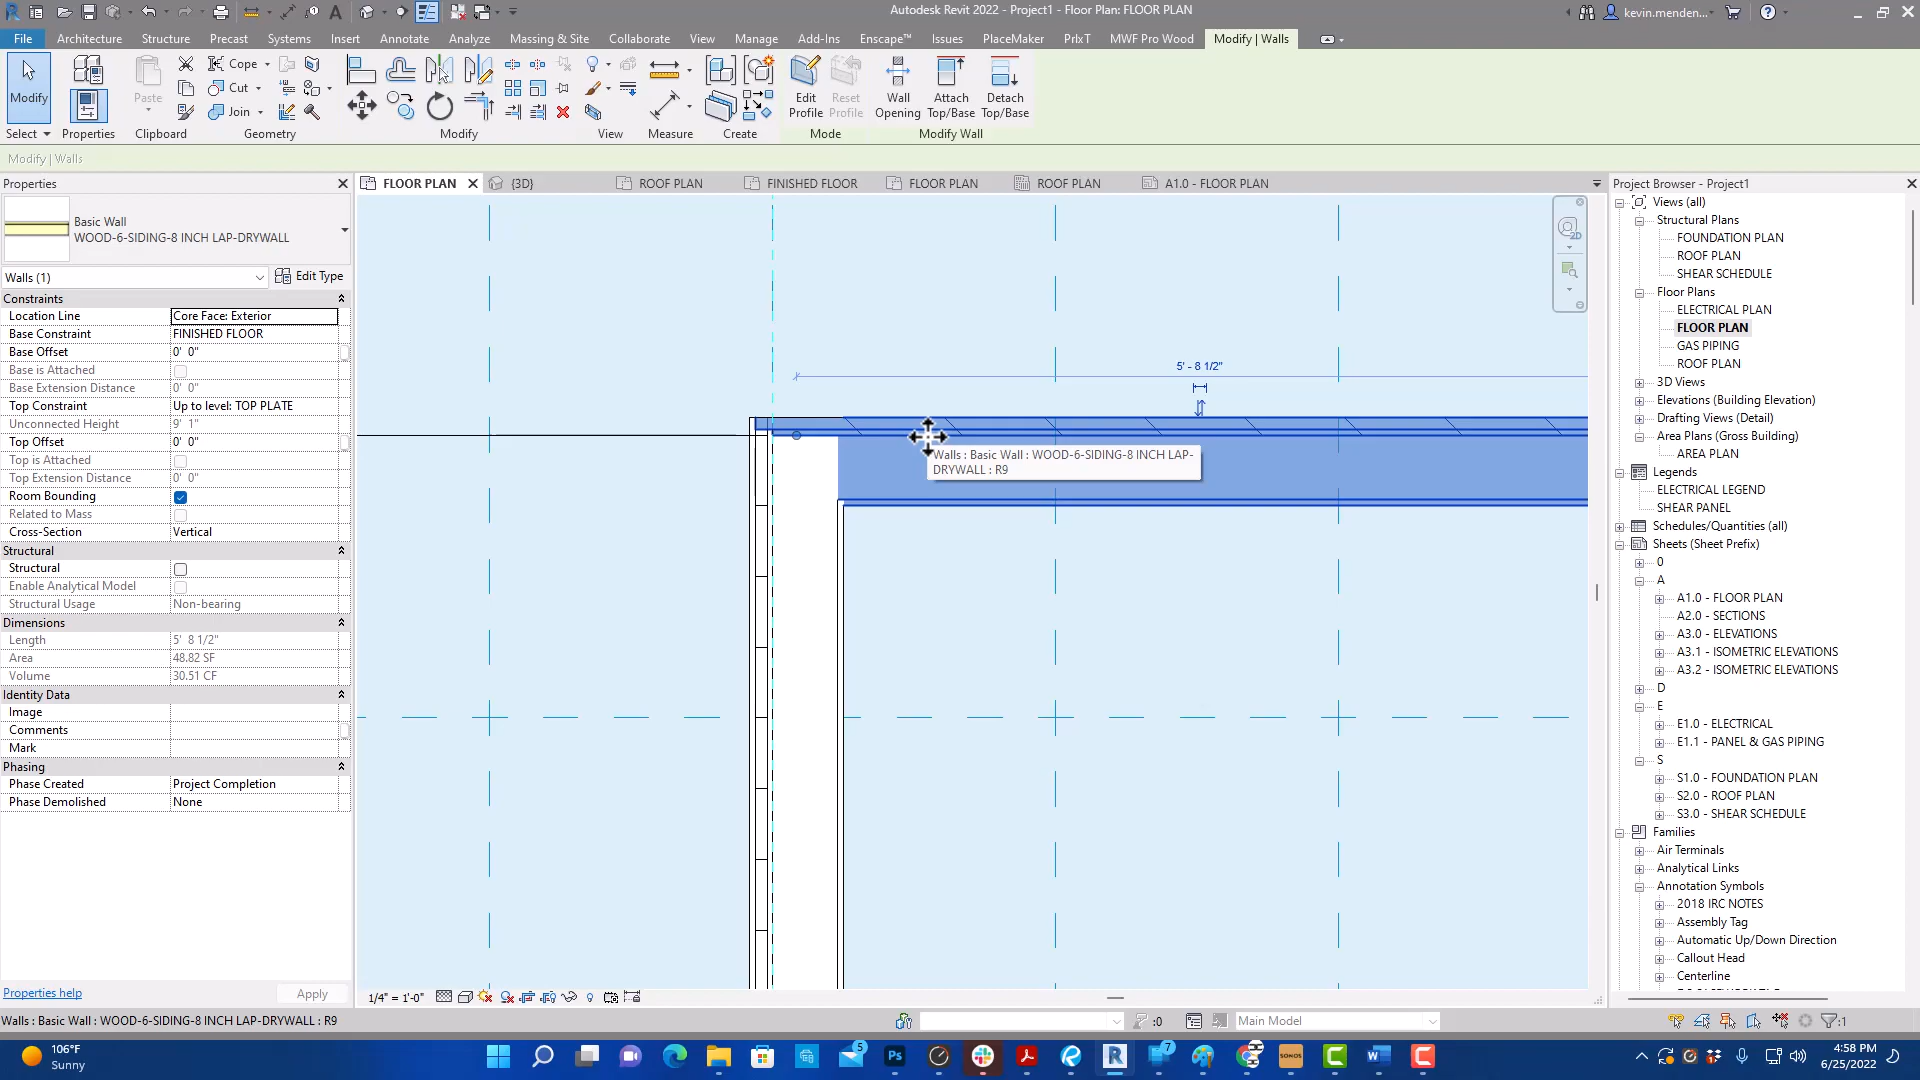 Autodesk Revit 2022 - Project1 - Floor Plan: FLOOR PLAN
kevin.menden...
File Architecture Structure Precast Systems Insert Annotate Analyze Massing & Site Collaborate View Manage Add-Ins Enscape™ Issues PlaceMaker PrlxT MWF Pro Wood Modify | Walls
Modify
Paste
Cope
Cut
Join
Edit Profile
Reset Profile
Wall Opening
Attach Top/Base
Detach Top/Base
Select Properties Clipboard Geometry Modify View Measure Create Mode Modify Wall
Modify | Walls
Properties
Basic Wall
WOOD-6-SIDING-8 INCH LAP-DRYWALL
Walls (1) Edit Type
Constraints
Location Line Core Face: Exterior
Base Constraint FINISHED FLOOR
Base Offset 0' 0"
Base is Attached
Base Extension Distance 0' 0"
Top Constraint Up to level: TOP PLATE
Unconnected Height 9' 1"
Top Offset 0' 0"
Top is Attached
Top Extension Distance 0' 0"
Room Bounding
Related to Mass
Cross-Section Vertical
Structural
Structural
Enable Analytical Model
Structural Usage Non-bearing
Dimensions
Length 5' 8 1/2"
Area 48.82 SF
Volume 30.51 CF
Identity Data
Image
Comments
Mark
Phasing
Phase Created Project Completion
Phase Demolished None
Properties help Apply
FLOOR PLAN {3D} ROOF PLAN FINISHED FLOOR FLOOR PLAN ROOF PLAN A1.0 - FLOOR PLAN
2D
5' - 8 1/2"
Walls : Basic Wall : WOOD-6-SIDING-8 INCH LAP-
DRYWALL : R9
1/4" = 1'-0"
Project Browser - Project1
Views (all)
Structural Plans
FOUNDATION PLAN
ROOF PLAN
SHEAR SCHEDULE
Floor Plans
ELECTRICAL PLAN
FLOOR PLAN
GAS PIPING
ROOF PLAN
3D Views
Elevations (Building Elevation)
Drafting Views (Detail)
Area Plans (Gross Building)
AREA PLAN
Legends
ELECTRICAL LEGEND
SHEAR PANEL
Schedules/Quantities (all)
Sheets (Sheet Prefix)
0
A
A1.0 - FLOOR PLAN
A2.0 - SECTIONS
A3.0 - ELEVATIONS
A3.1 - ISOMETRIC ELEVATIONS
A3.2 - ISOMETRIC ELEVATIONS
D
E
E1.0 - ELECTRICAL
E1.1 - PANEL & GAS PIPING
S
S1.0 - FOUNDATION PLAN
S2.0 - ROOF PLAN
S3.0 - SHEAR SCHEDULE
Families
Air Terminals
Analytical Links
Annotation Symbols
2018 IRC NOTES
Assembly Tag
Automatic Up/Down Direction
Callout Head
Centerline
Walls : Basic Wall : WOOD-6-SIDING-8 INCH LAP-DRYWALL : R9
:0
Main Model
:1
106°F
Sunny
5
Ps
R
7
SONOS
C
W
C
4:58 PM
6/25/2022